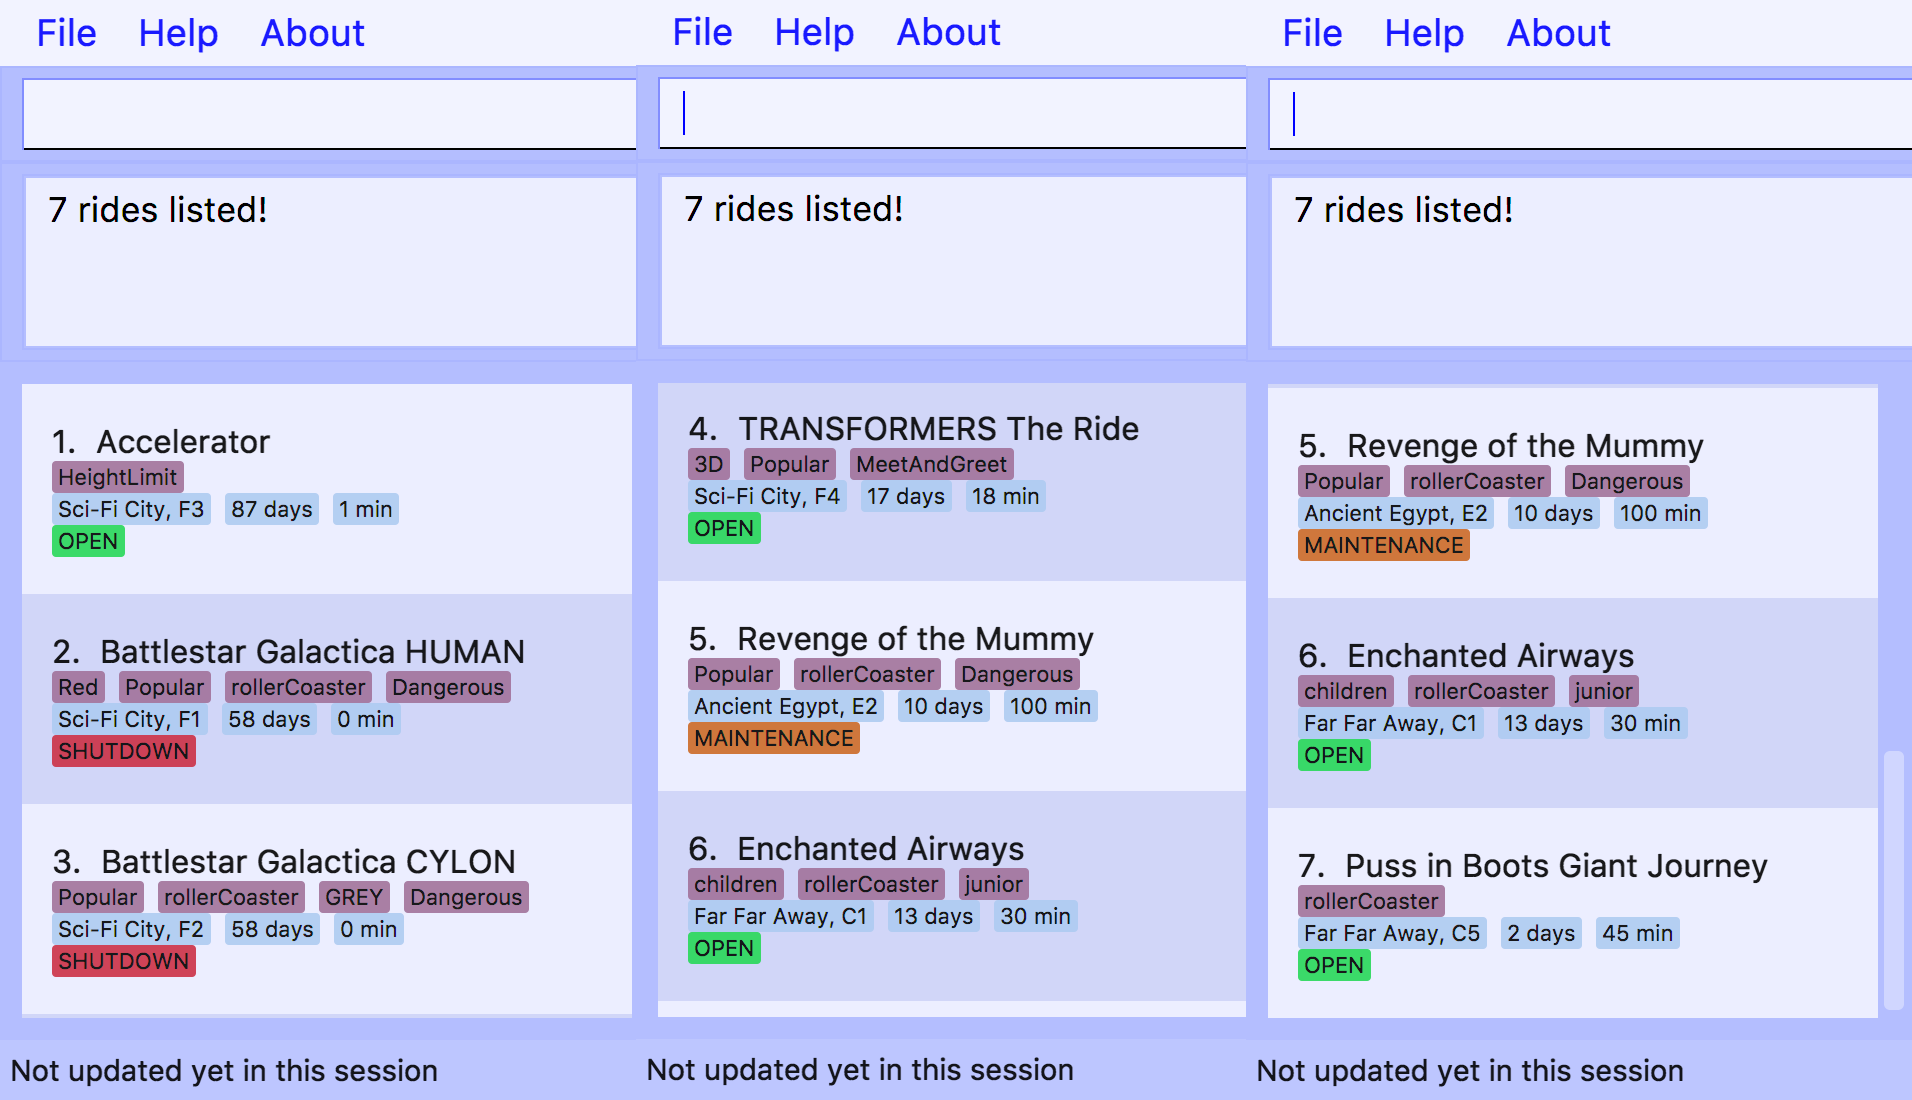 File Help About
7 rides listed!
1. Accelerator
HeightLimit
Sci-Fi City, F3 87 days 1 min
OPEN
2. Battlestar Galactica HUMAN
Red Popular rollerCoaster Dangerous
Sci-Fi City, F1 58 days 0 min
SHUTDOWN
3. Battlestar Galactica CYLON
Popular rollerCoaster GREY Dangerous
Sci-Fi City, F2 58 days 0 min
SHUTDOWN
Not updated yet in this session
File Help About
7 rides listed!
4. TRANSFORMERS The Ride
3D Popular MeetAndGreet
Sci-Fi City, F4 17 days 18 min
OPEN
5. Revenge of the Mummy
Popular rollerCoaster Dangerous
Ancient Egypt, E2 10 days 100 min
MAINTENANCE
6. Enchanted Airways
children rollerCoaster junior
Far Far Away, C1 13 days 30 min
OPEN
Not updated yet in this session
File Help About
7 rides listed!
5. Revenge of the Mummy
Popular rollerCoaster Dangerous
Ancient Egypt, E2 10 days 100 min
MAINTENANCE
6. Enchanted Airways
children rollerCoaster junior
Far Far Away, C1 13 days 30 min
OPEN
7. Puss in Boots Giant Journey
rollerCoaster
Far Far Away, C5 2 days 45 min
OPEN
Not updated yet in this session